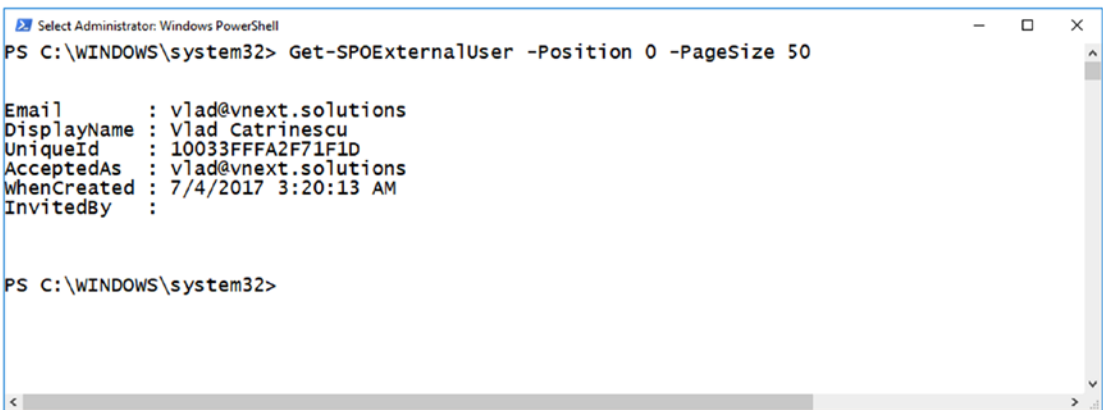 Select Administrator: Windows PowerShell
PS C:\WINDOWS\system32> Get-SPOExternalUser -Position 0 -PageSize 50
Email       : vlad@vnext.solutions
DisplayName : Vlad Catrinescu
UniqueId    : 10033FFFA2F71F1D
AcceptedAs  : vlad@vnext.solutions
WhenCreated : 7/4/2017 3:20:13 AM
InvitedBy   :
PS C:\WINDOWS\system32>